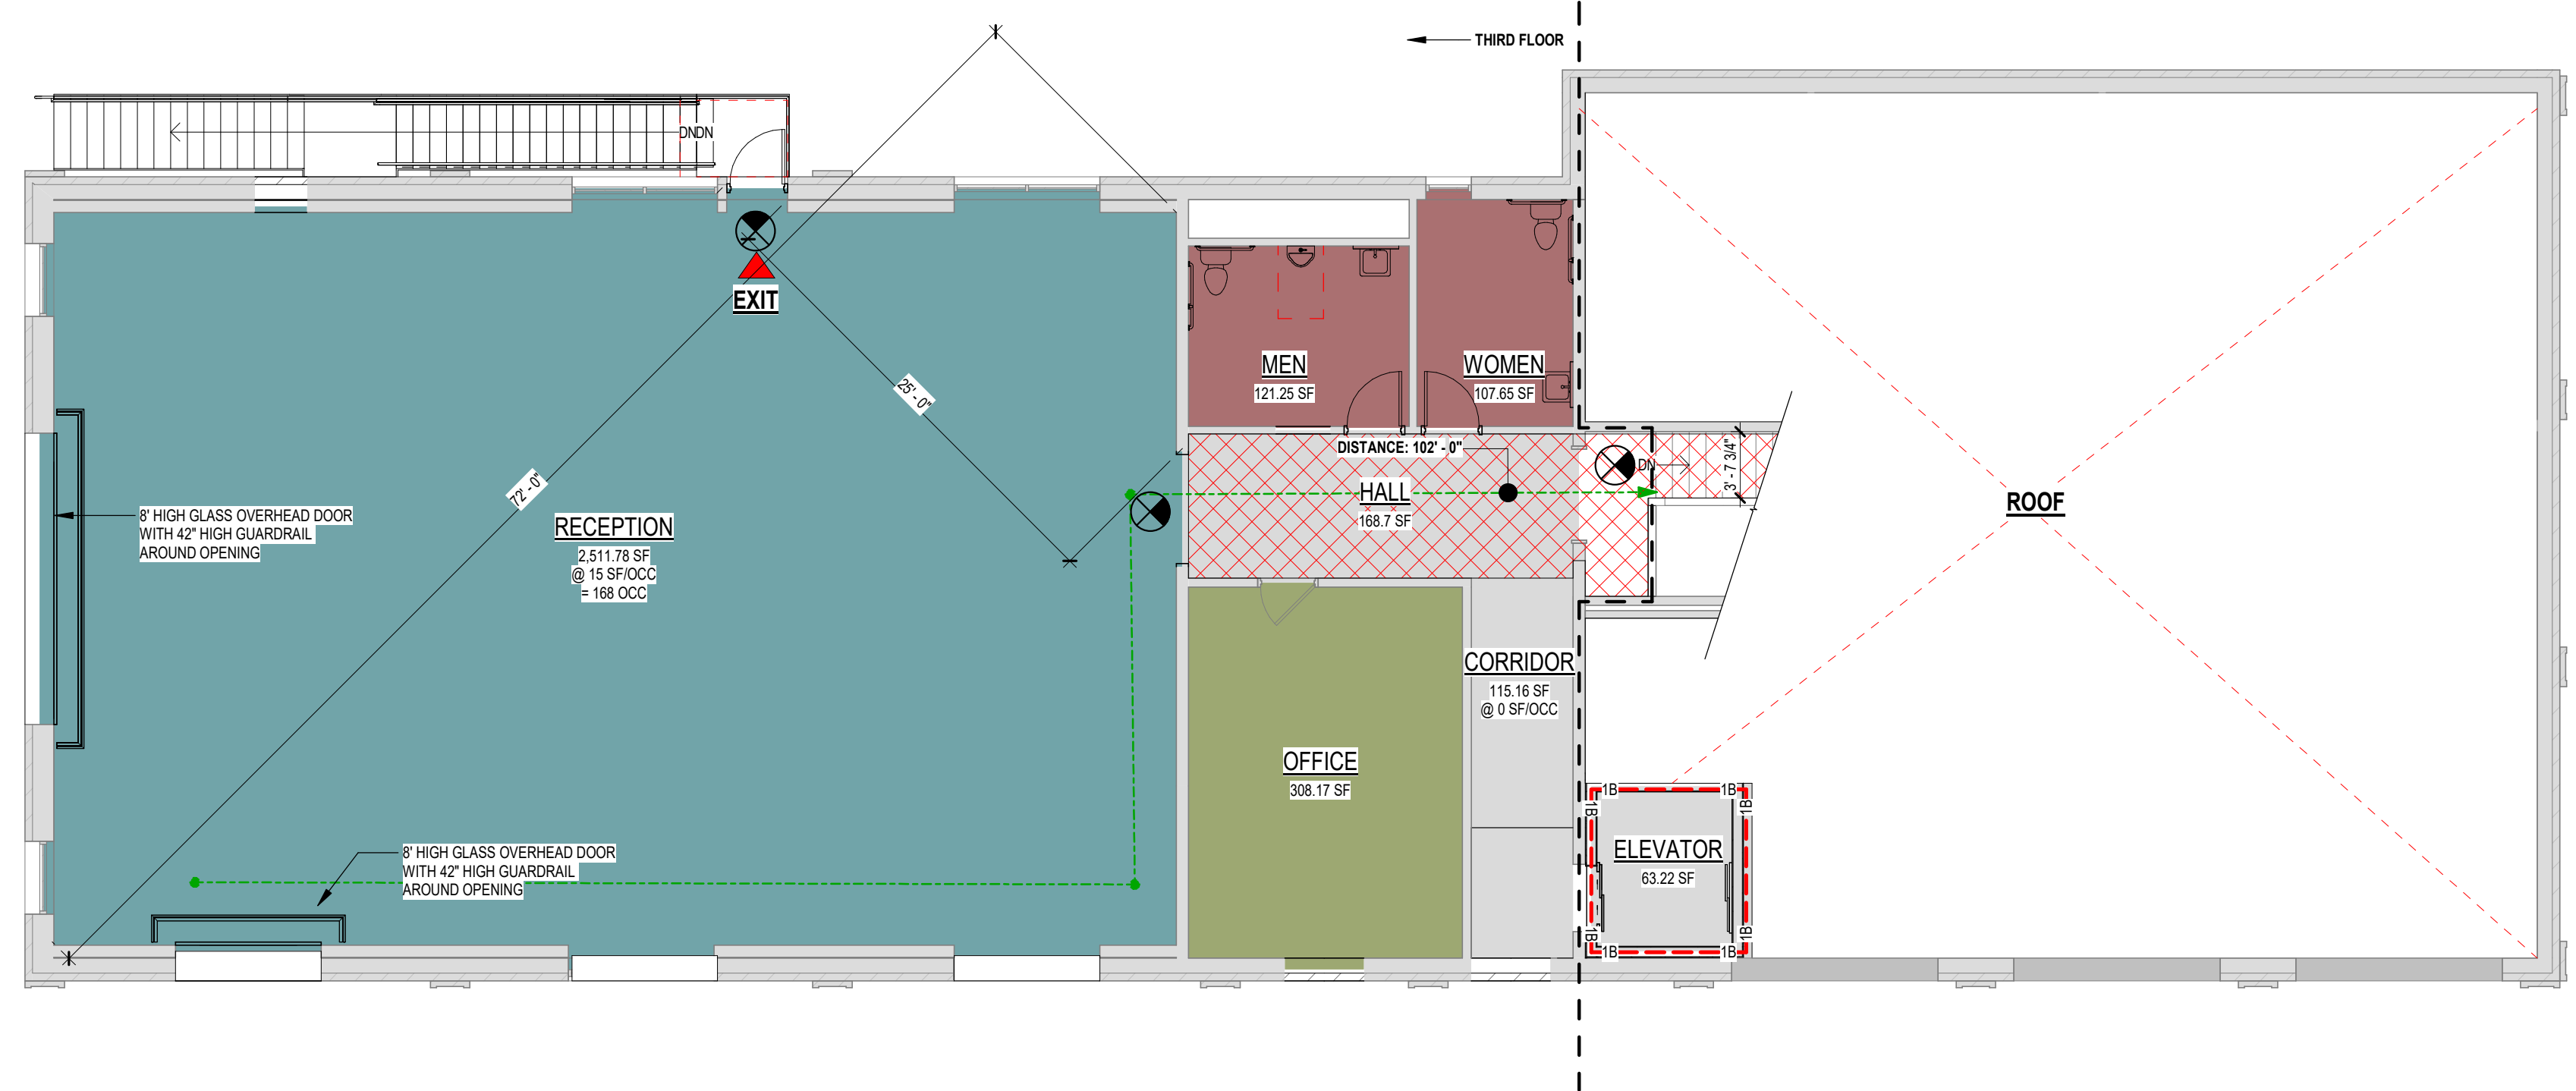 THIRD FLOOR
DNDN
EXIT
25' - 0"
72' - 0"
MEN
121.25 SF
WOMEN
107.65 SF
DISTANCE: 102' - 0"
DN
3' - 7 3/4"
HALL
168.7 SF
ROOF
8' HIGH GLASS OVERHEAD DOOR
WITH 42" HIGH GUARDRAIL
AROUND OPENING
RECEPTION
2,511.78 SF
@ 15 SF/OCC
= 168 OCC
CORRIDOR
115.16 SF
@ 0 SF/OCC
OFFICE
308.17 SF
8' HIGH GLASS OVERHEAD DOOR
WITH 42" HIGH GUARDRAIL
AROUND OPENING
1B
1B
1B
1B
ELEVATOR
63.22 SF
1B
1B
1B
1B